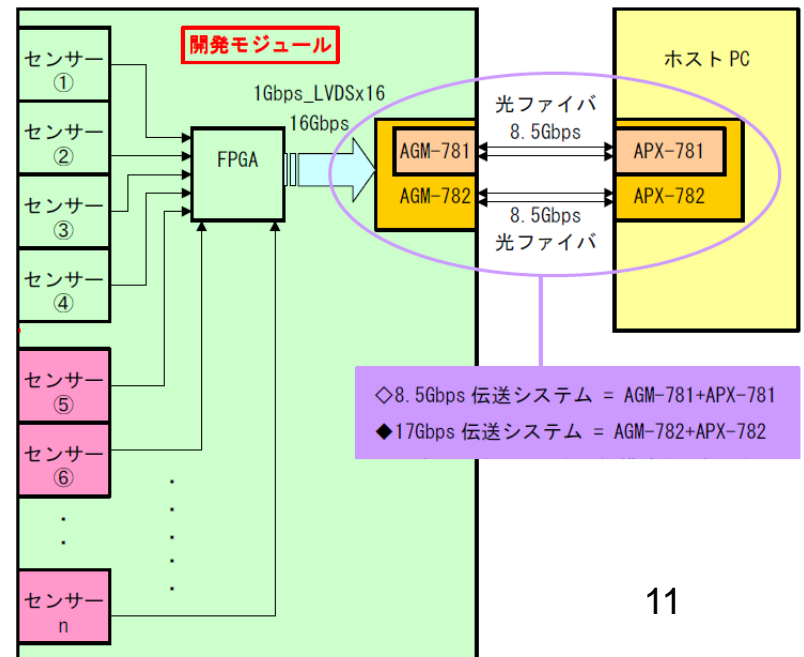 開発モジュール
センサー
①
センサー
②
センサー
③
センサー
④
センサー
⑤
センサー
⑥
・
・
センサー
n
・
・
・
・
・
FPGA
1Gbps_LVDSx16
16Gbps
AGM-781
AGM-782
光ファイバ
8.5Gbps
8.5Gbps
光ファイバ
ホスト PC
APX-781
APX-782
◇8.5Gbps 伝送システム = AGM-781+APX-781
◆17Gbps 伝送システム = AGM-782+APX-782
11